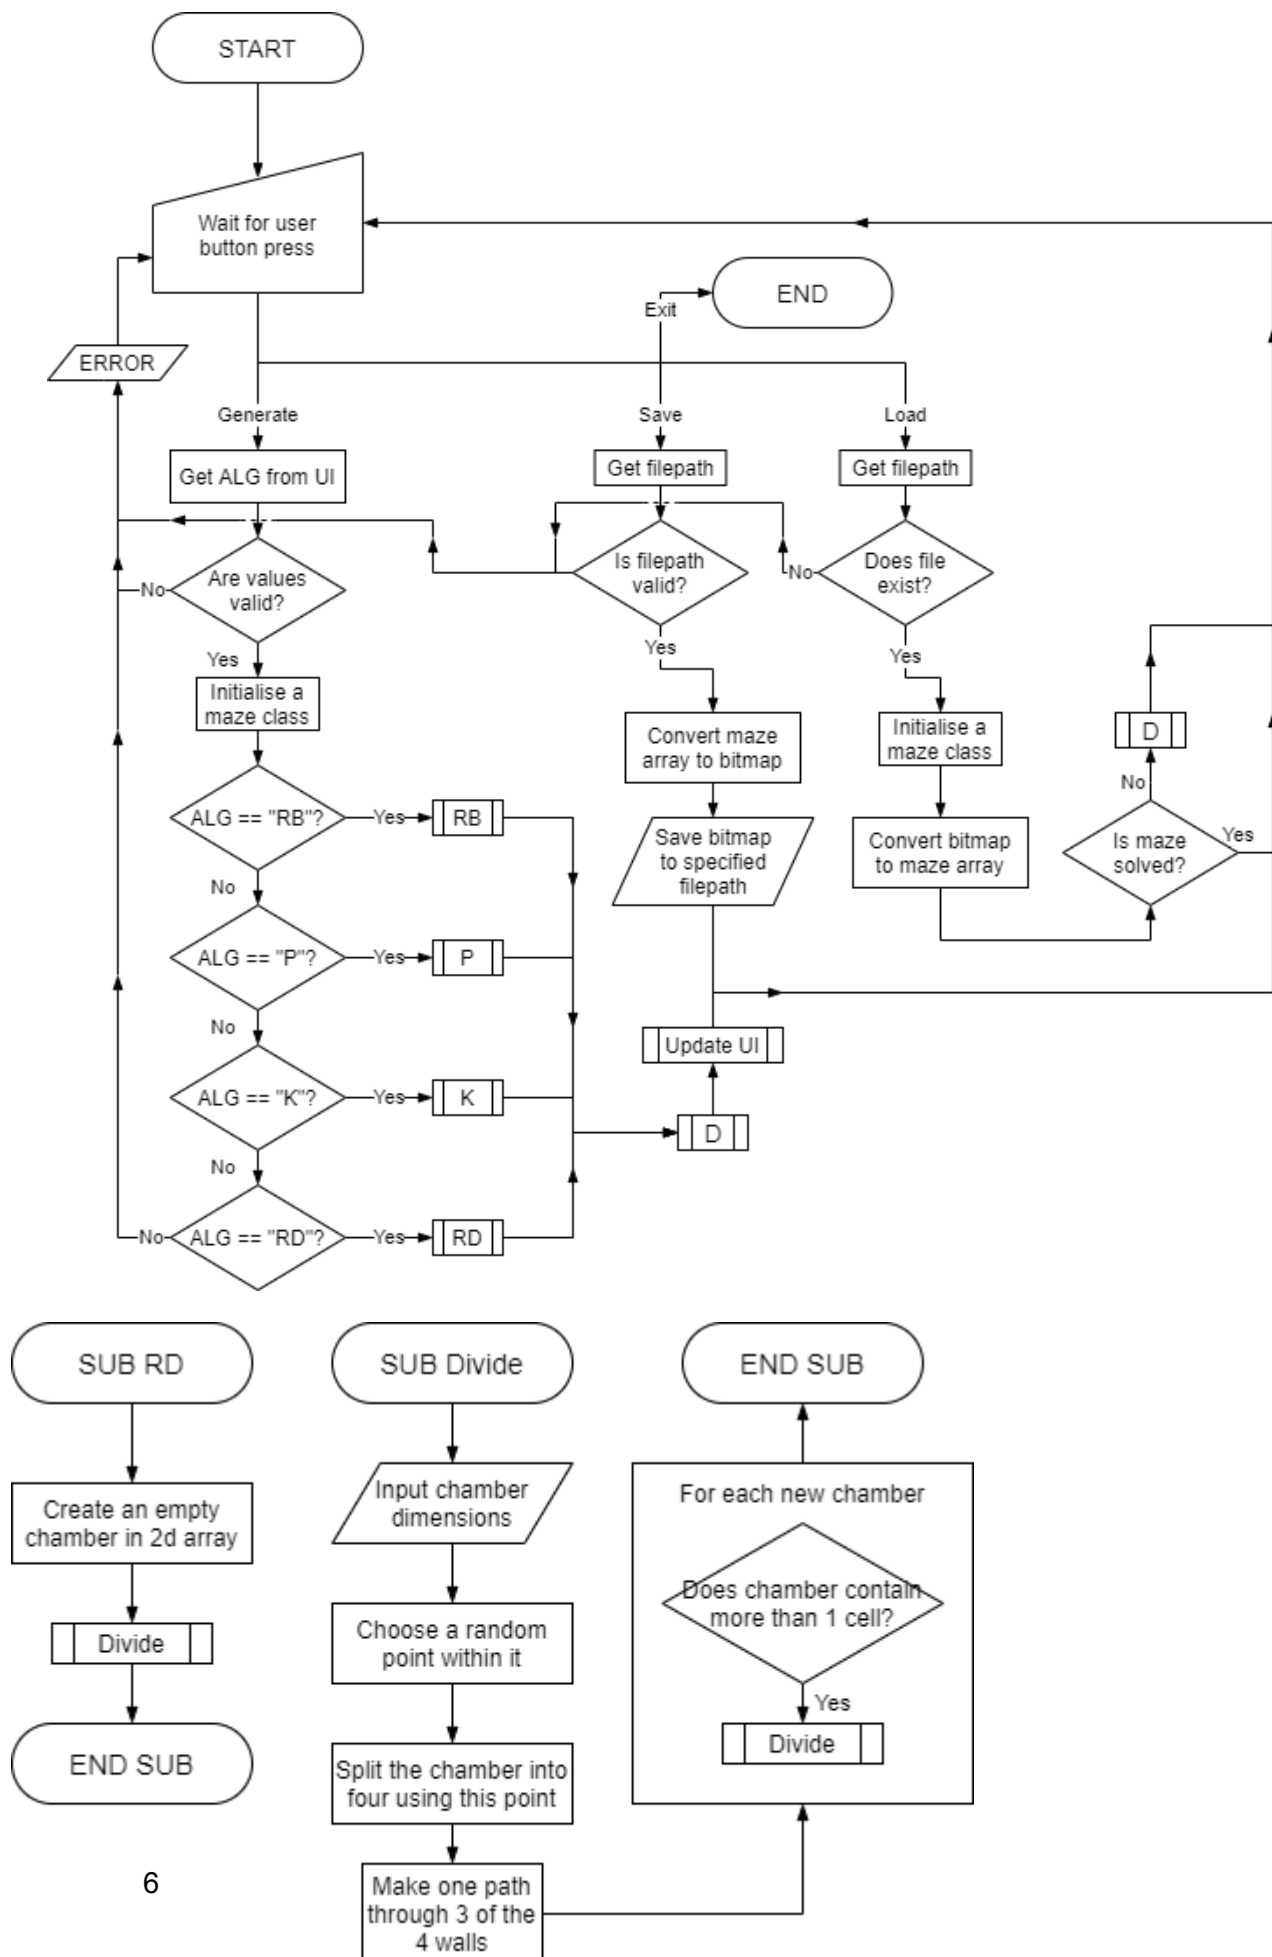 START
Wait for user
button press
END
Exit
ERROR
Generate
Save
Load
Get ALG from UI
Get filepath
Get filepath
Are values
valid?
No
Is filepath
valid?
No
Does file
exist?
Yes
Yes
Yes
Initialise a
maze class
Convert maze
array to bitmap
Initialise a
maze class
D
No
ALG == "RB"?
Yes
RB
Save bitmap
to specified
filepath
Convert bitmap
to maze array
Is maze
solved?
Yes
No
ALG == "P"?
Yes
P
No
Update UI
ALG == "K"?
Yes
K
D
No
No
ALG == "RD"?
Yes
RD
SUB RD
Create an empty
chamber in 2d array
Divide
END SUB
SUB Divide
Input chamber
dimensions
Choose a random
point within it
Split the chamber into
four using this point
Make one path
through 3 of the
4 walls
END SUB
For each new chamber
Does chamber contain
more than 1 cell?
Yes
Divide
6